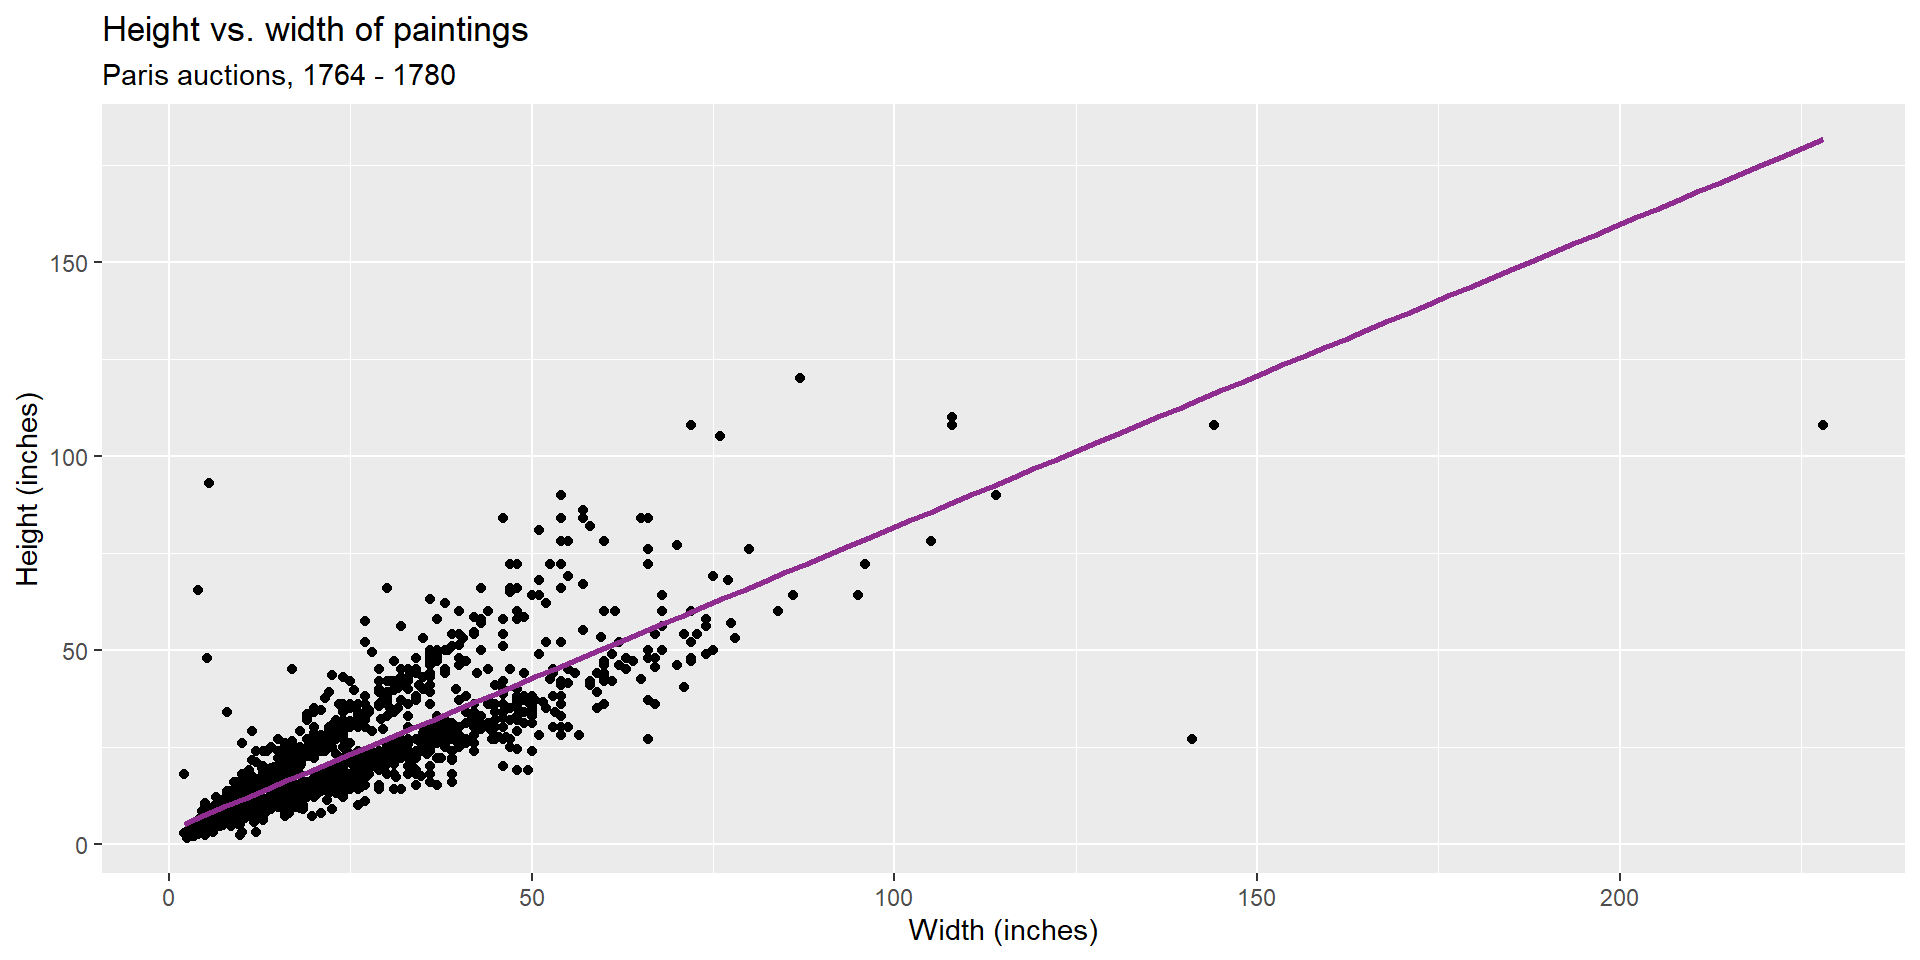 Height vs. width of paintings
Paris auctions, 1764 - 1780
Height (inches)
150
100
50
0
0 50 100 150 200
Width (inches)